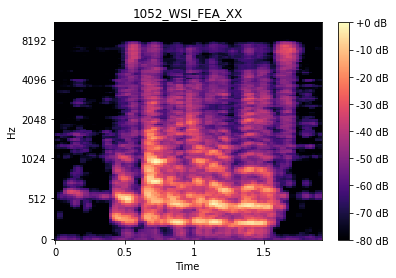 1052_WSI_FEA_XX
Hz
8192
4096
2048
1024
512
0
0
0.5
1
1.5
Time
+0 dB
-10 dB
-20 dB
-30 dB
-40 dB
-50 dB
-60 dB
-70 dB
-80 dB